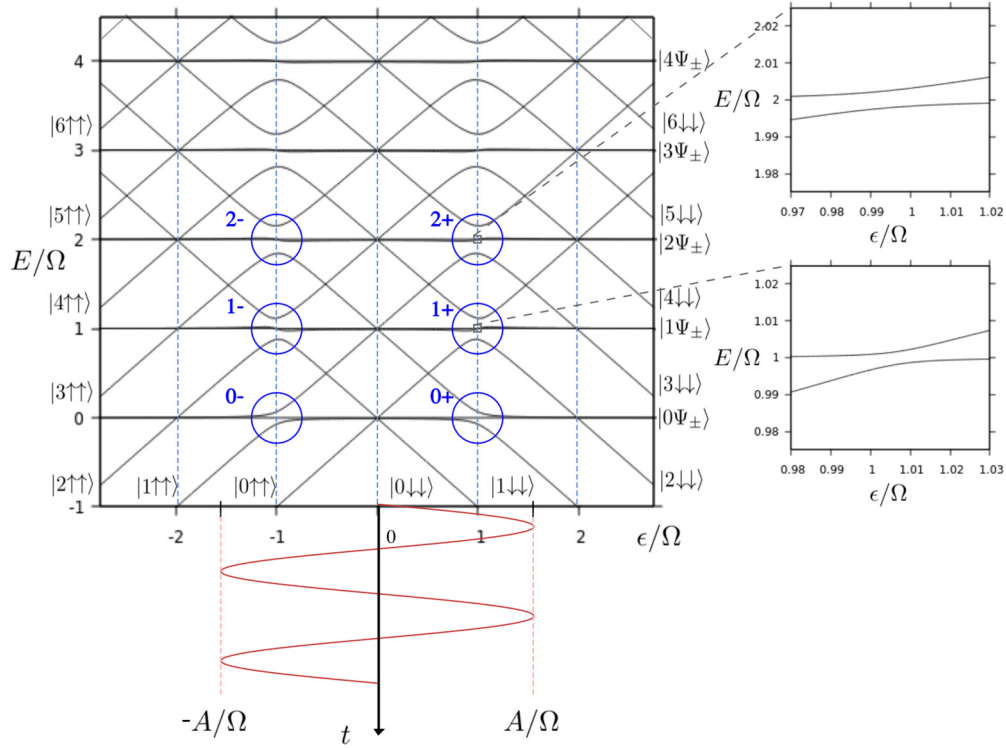 4
3
2
1
0
-1
E/Ω
|6↑↑⟩
|5↑↑⟩
|4↑↑⟩
|3↑↑⟩
|2↑↑⟩
|1↑↑⟩
|0↑↑⟩
|0↓↓⟩
|1↓↓⟩
2-
2+
1-
1+
0-
0+
|4Ψ±⟩
|6↓↓⟩
|3Ψ±⟩
|5↓↓⟩
|2Ψ±⟩
|4↓↓⟩
|1Ψ±⟩
|3↓↓⟩
|0Ψ±⟩
|2↓↓⟩
-2
-1
0
1
2
ϵ/Ω
-A/Ω
t
A/Ω
2.02
2.01
E/Ω
2
1.99
1.98
0.97 0.98 0.99 1 1.01 1.02
ϵ/Ω
1.02
1.01
E/Ω
1
0.99
0.98
0.98 0.99 1 1.01 1.02 1.03
ϵ/Ω